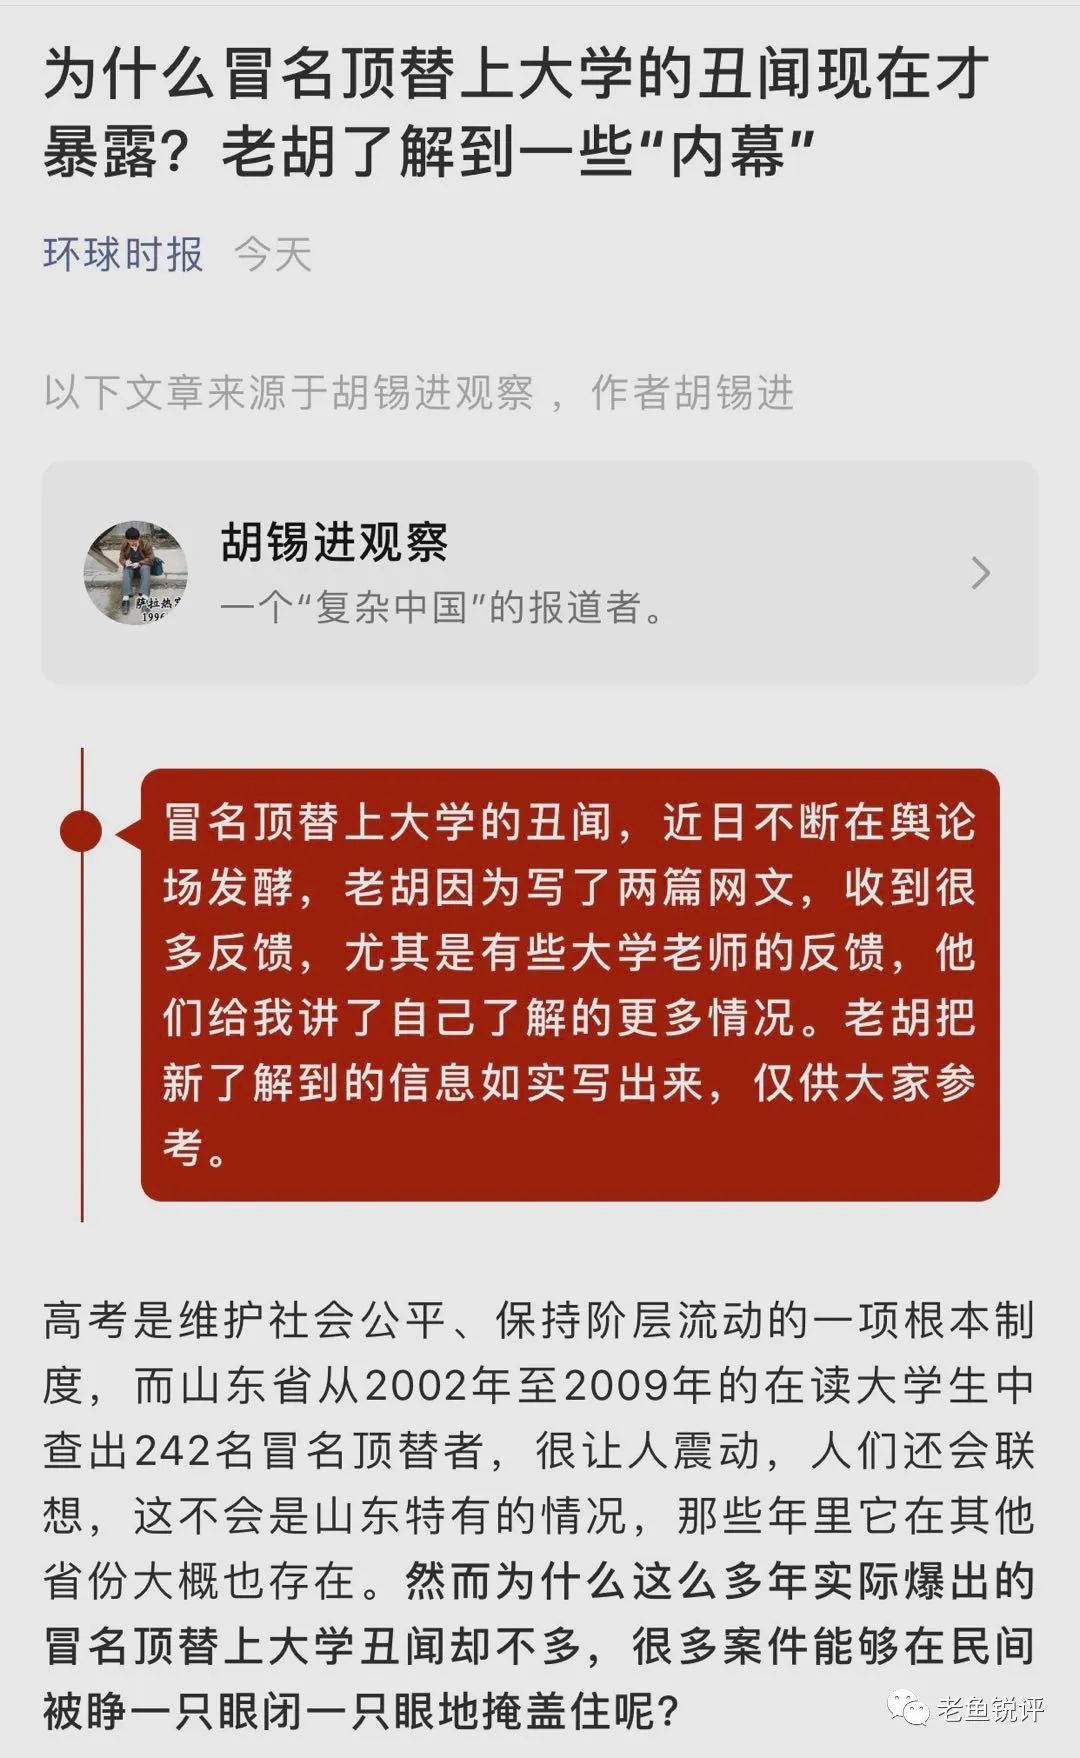 为什么冒名顶替上大学的丑闻现在才
暴露？老胡了解到一些“内幕”
环球时报 今天
以下文章来源于胡锡进观察 ，作者胡锡进
胡锡进观察
一个“复杂中国”的报道者。
萨拉热
1996
冒名顶替上大学的丑闻，近日不断在舆论
场发酵，老胡因为写了两篇网文，收到很
多反馈，尤其是有些大学老师的反馈，他
们给我讲了自己了解的更多情况。老胡把
新了解到的信息如实写出来，仅供大家参
考。
高考是维护社会公平、保持阶层流动的一项根本制
度，而山东省从2002年至2009年的在读大学生中
查出242名冒名顶替者，很让人震动，人们还会联
想，这不会是山东特有的情况，那些年里它在其他
省份大概也存在。然而为什么这么多年实际爆出的
冒名顶替上大学丑闻却不多，很多案件能够在民间
被睁一只眼闭一只眼地掩盖住呢？
老鱼锐评